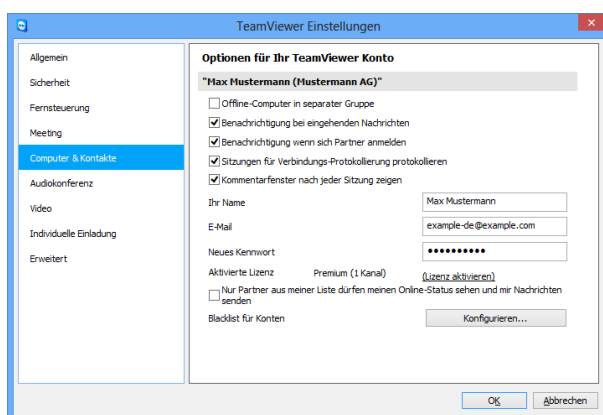 TeamViewer Einstellungen
Allgemein
Sicherheit
Fernsteuerung
Meeting
Computer & Kontakte
Audiokonferenz
Video
Individuelle Einladung
Erweitert
Optionen für Ihr TeamViewer Konto
"Max Mustermann (Mustermann AG)"
Offline-Computer in separater Gruppe
Benachrichtigung bei eingehenden Nachrichten
Benachrichtigung wenn sich Partner anmelden
Sitzungen für Verbindungs-Protokollierung protokollieren
Kommentarfenster nach jeder Sitzung zeigen
Ihr Name Max Mustermann
E-Mail example-de@example.com
Neues Kennwort ••••••••••
Aktivierte Lizenz Premium (1 Kanal) (Lizenz aktivieren)
Nur Partner aus meiner Liste dürfen meinen Online-Status sehen und mir Nachrichten
senden
Blacklist für Konten Konfigurieren...
OK Abbrechen